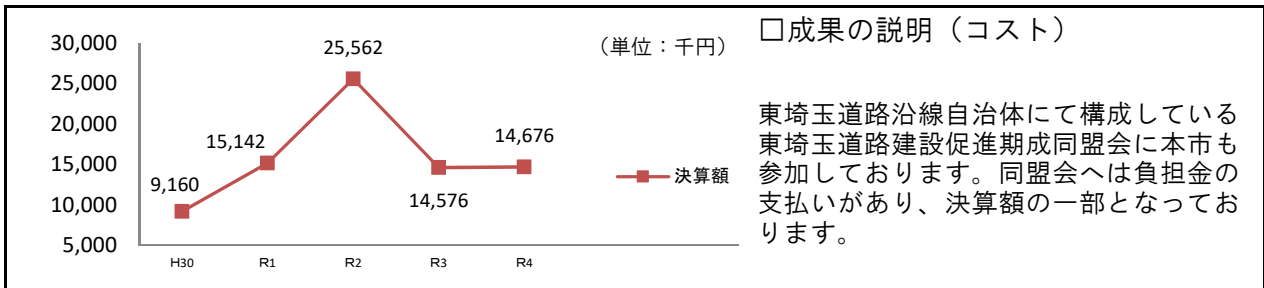 30,000
25,000
20,000
15,000
10,000
5,000
(単位:千円)
9,160
15,142
25,562
14,576
14,676
決算額
H30
R1
R2
R3
R4
□成果の説明(コスト)
東埼玉道路沿線自治体にて構成している
東埼玉道路建設促進期成同盟会に本市も
参加しております。同盟会へは負担金の
支払いがあり、決算額の一部となってお
ります。